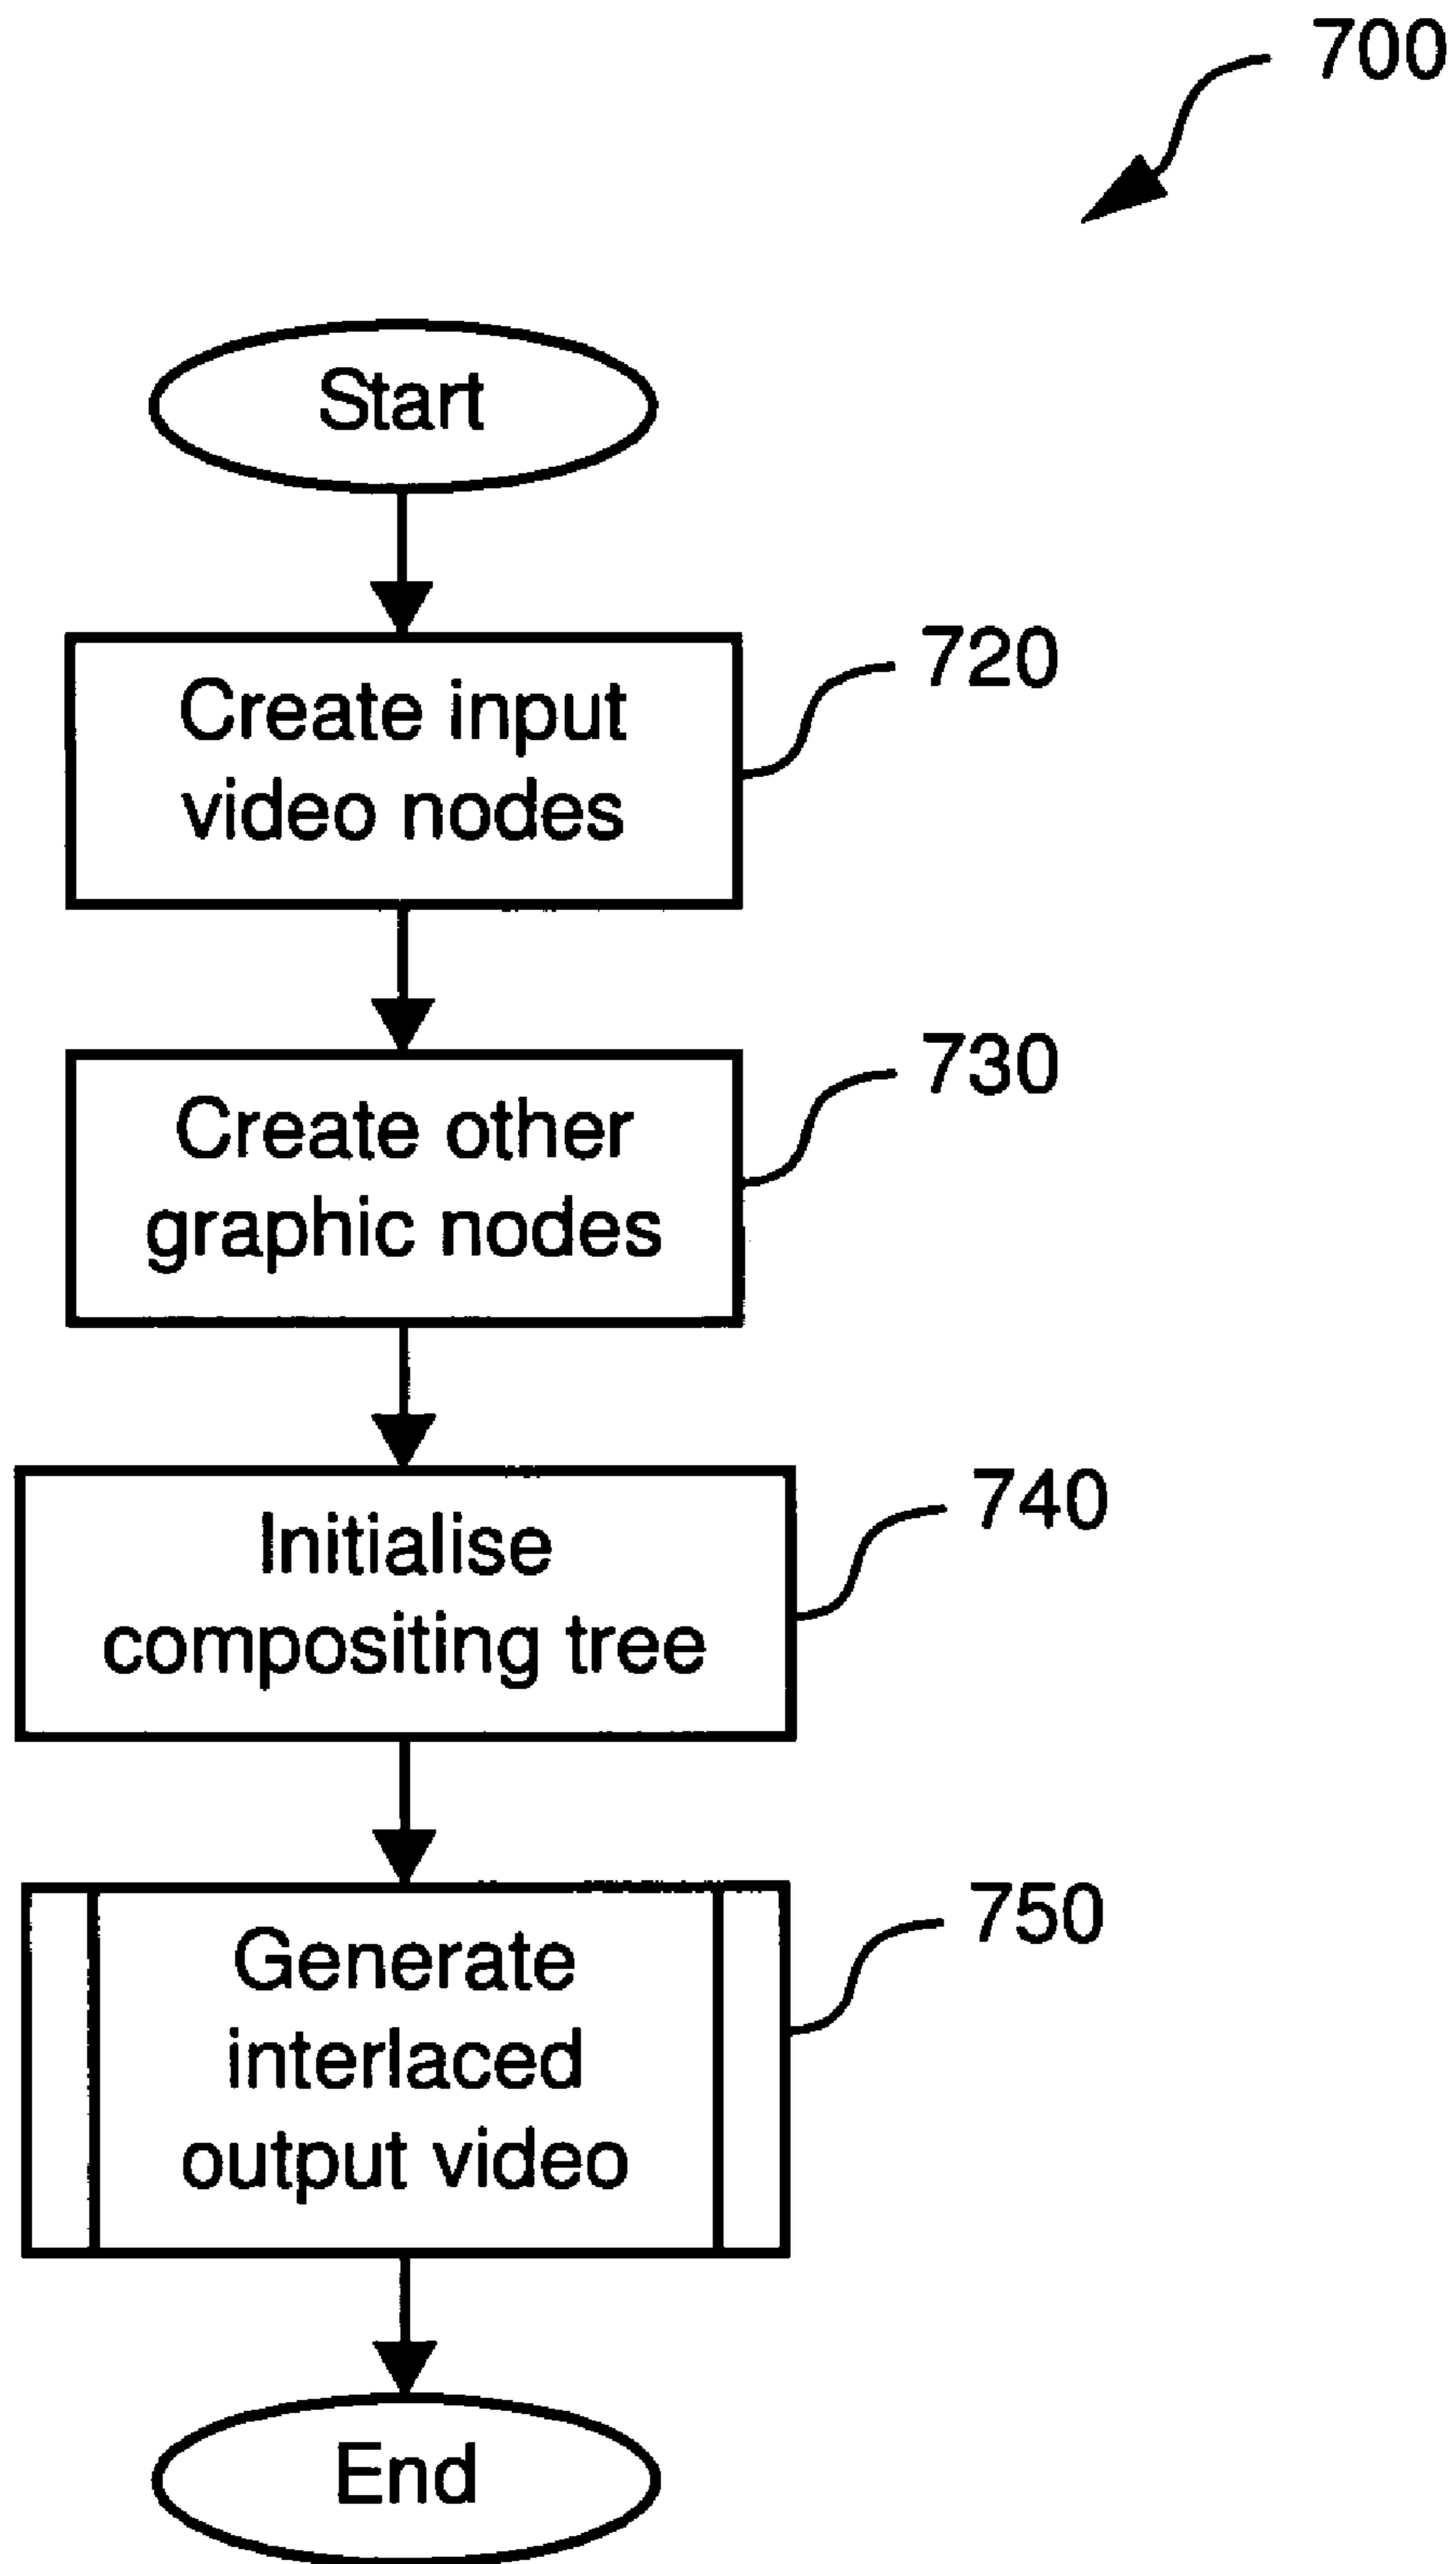 700
Start
720
Create input
video nodes
730
Create other
graphic nodes
740
Initialise
compositing tree
750
Generate
interlaced
output video
End